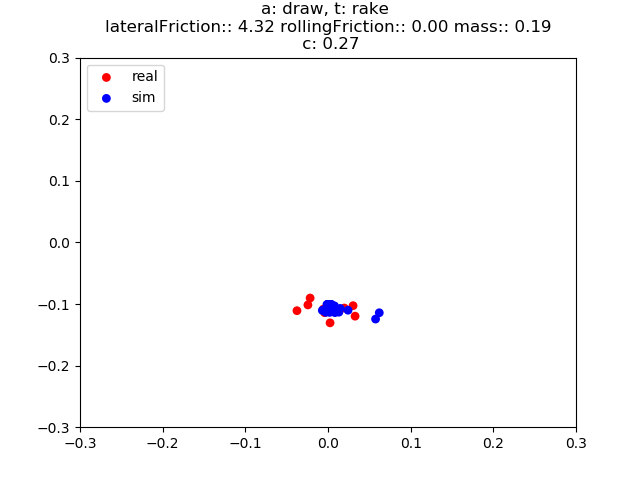 a: draw, t: rake
lateralFriction:: 4.32 rollingFriction:: 0.00 mass:: 0.19
c: 0.27
real
sim
0.3
0.2
0.1
0.0
−0.1
−0.2
−0.3
−0.3 −0.2 −0.1 0.0 0.1 0.2 0.3